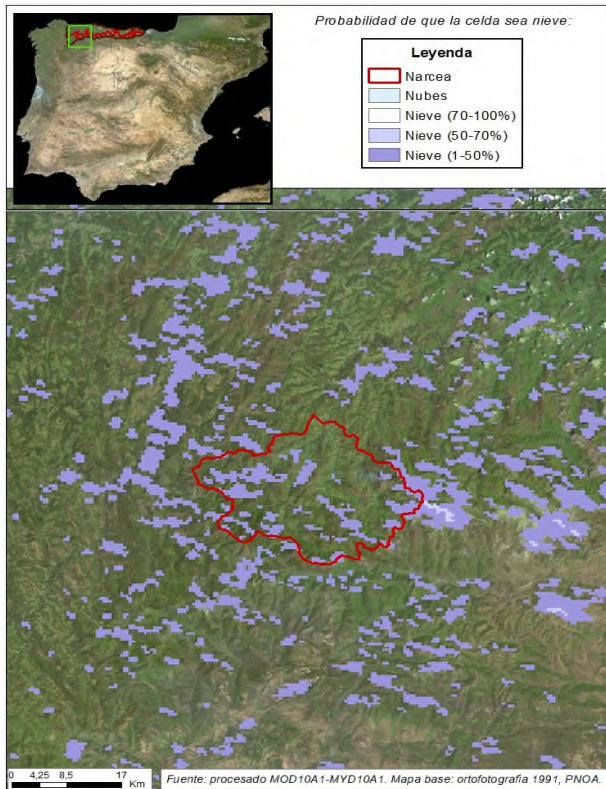 Probabilidad de que la celda sea nieve:
Leyenda
Narcea
Nubes
Nieve (70-100%)
Nieve (50-70%)
Nieve (1-50%)
0 4,25 8,5 17
Km
Fuente: procesado MOD10A1-MYD10A1. Mapa base: ortofotografia 1991, PNOA.